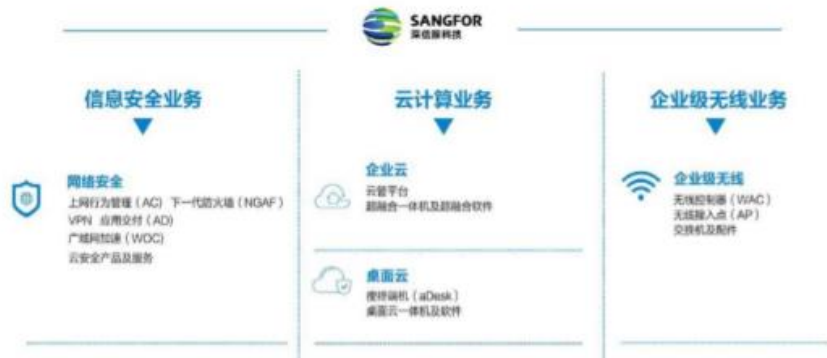 SANGFOR
深信服科技
信息安全业务
网络安全
上网行为管理（AC） 下一代防火墙（NGAF）
VPN 应用交付（AD）
广域网加速（WOC）
云安全产品及服务
云计算业务
企业云
云管平台
超融合一体机及超融合软件
桌面云
瘦终端机（aDesk）
桌面云一体机及软件
企业级无线业务
企业级无线
无线控制器（WAC）
无线接入点（AP）
交换机及配件